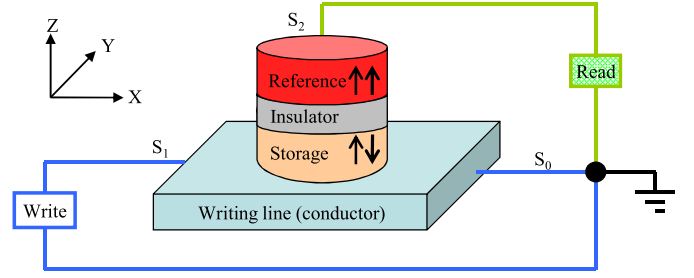 Z
S2
Y
Read
Reference
X
Insulator
S1
Storage
S0
Write
Writing line (conductor)